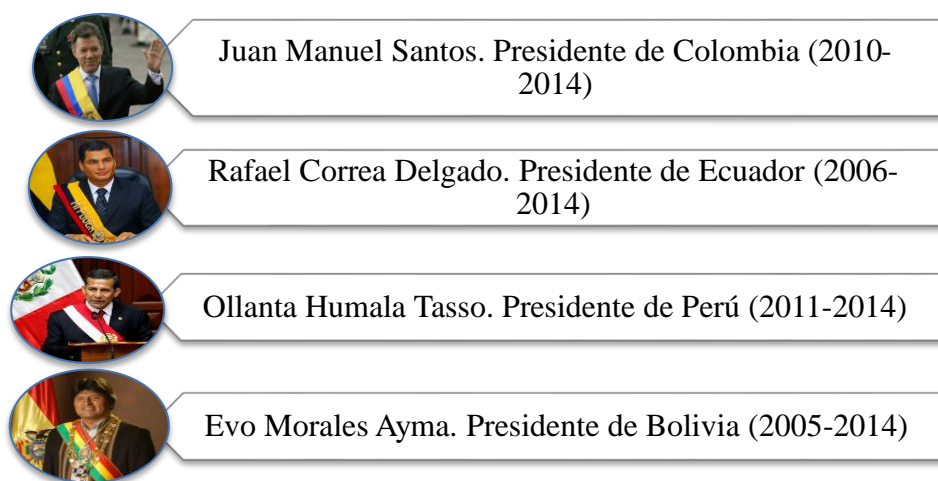 Juan Manuel Santos. Presidente de Colombia (2010-
2014)
Rafael Correa Delgado. Presidente de Ecuador (2006-
2014)
Ollanta Humala Tasso. Presidente de Perú (2011-2014)
Evo Morales Ayma. Presidente de Bolivia (2005-2014)